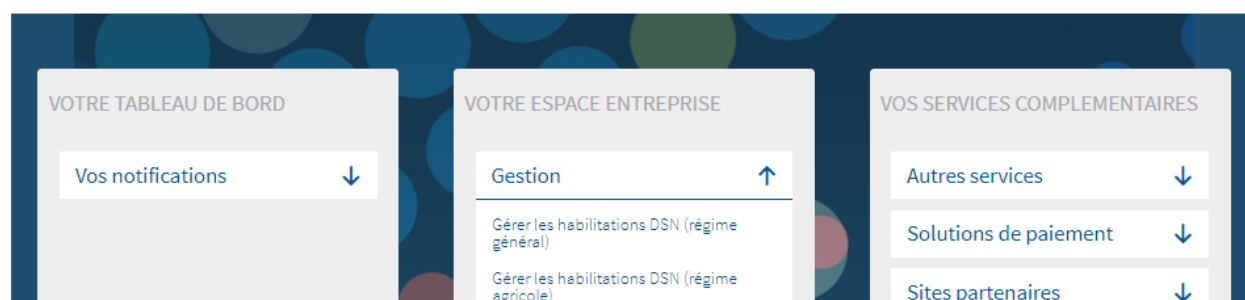 VOTRE TABLEAU DE BORD
Vos notifications
VOTRE ESPACE ENTREPRISE
Gestion
Gérer les habilitations DSN (régime
général)
Gérer les habilitations DSN (régime
agricole)
VOS SERVICES COMPLEMENTAIRES
Autres services
Solutions de paiement
Sites partenaires